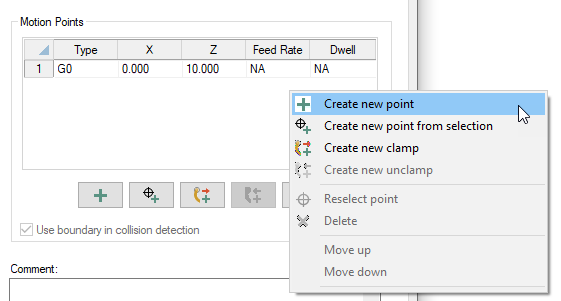 Motion Points
Type X Z Feed Rate Dwell
1 G0 0.000 10.000 NA NA
Create new point
Create new point from selection
Create new clamp
Create new unclamp
Reselect point
Delete
Move up
Move down
Use boundary in collision detection
Comment: